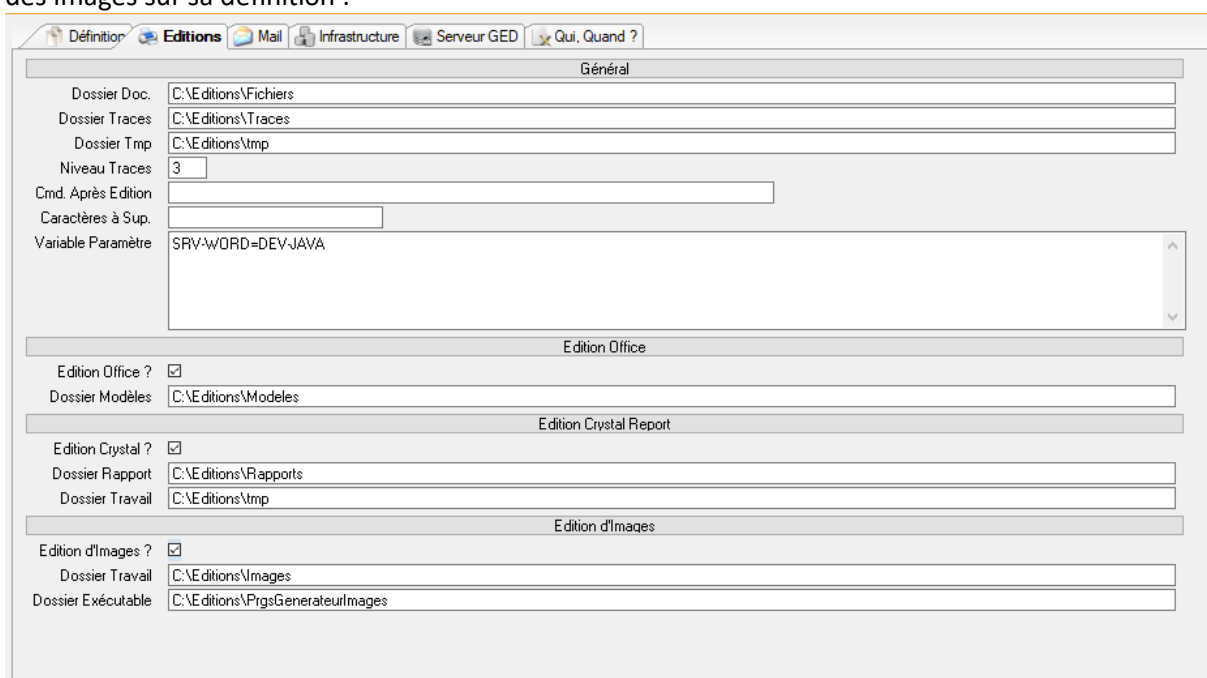 des images sur sa définition :
Définition Editions Mail Infrastructure Serveur GED Qui, Quand ?
Général
Dossier Doc. C:\Editions\Fichiers
Dossier Traces C:\Editions\Traces
Dossier Tmp C:\Editions\tmp
Niveau Traces 3
Cmd. Après Edition
Caractères à Sup.
Variable Paramètre SRV-WORD=DEV-JAVA
Edition Office
Edition Office ?
Dossier Modèles C:\Editions\Modeles
Edition Crystal Report
Edition Crystal ?
Dossier Rapport C:\Editions\Rapports
Dossier Travail C:\Editions\tmp
Edition d'Images
Edition d'Images ?
Dossier Travail C:\Editions\Images
Dossier Exécutable C:\Editions\PrgsGenerateurImages